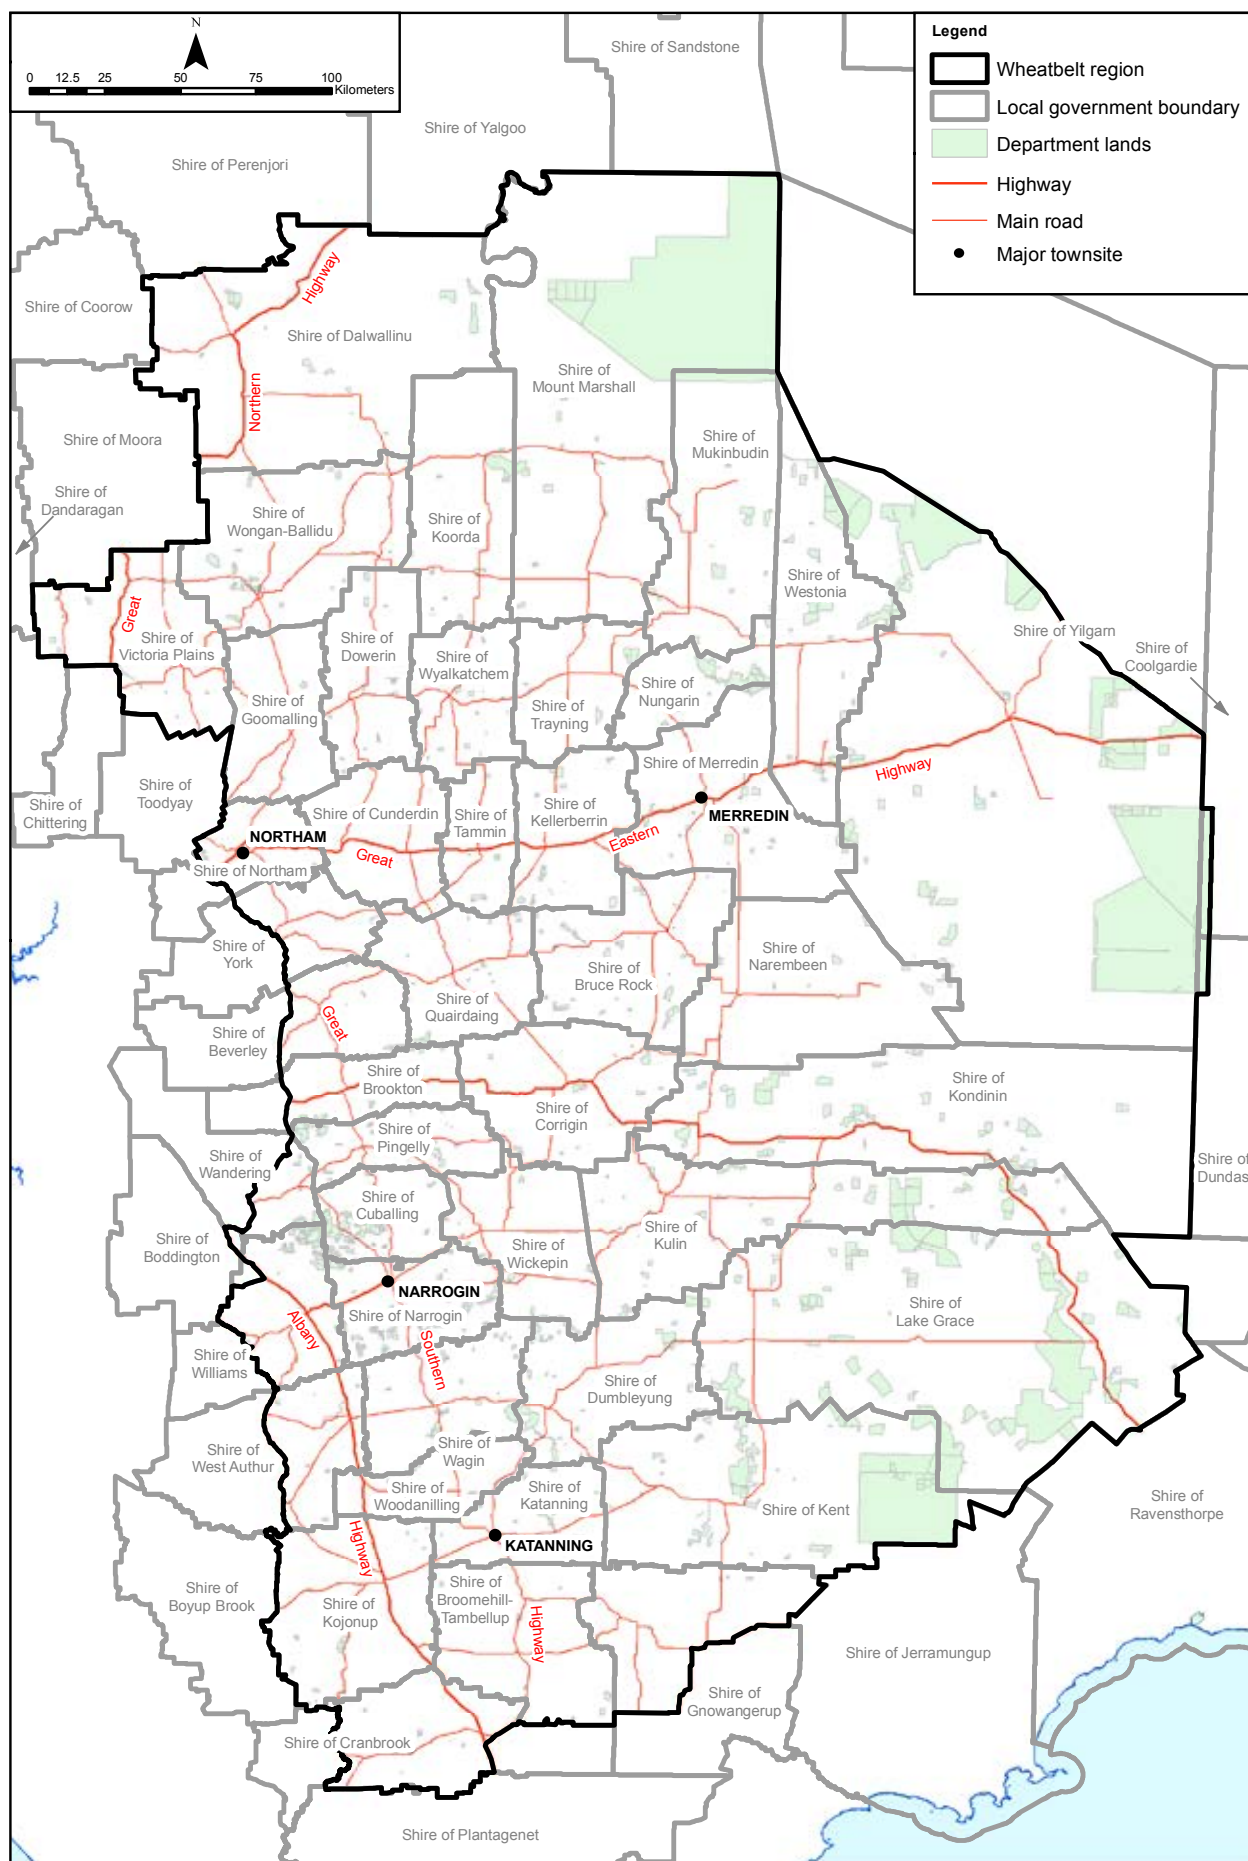 N
0 12.5 25 50 75 100
Kilometers
Legend
Wheatbelt region
Local government boundary
Department lands
Highway
Main road
Major townsite
Shire of Sandstone
Shire of Yalgoo
Shire of Perenjori
Shire of Coorow
Highway
Shire of Dalwallinu
Shire of
Mount Marshall
Northern
Shire of Moora
Shire of
Mukinbudin
Shire of
Dandaragan
Shire of
Wongan-Ballidu
Shire of
Koorda
Shire of
Westonia
Great
Shire of
Victoria Plains
Shire of
Dowerin
Shire of
Wyalkatchem
Shire of Yilgarn
Shire of
Coolgardie
Shire of
Nungarin
Shire of
Goomalling
Shire of
Trayning
Shire of Merredin
Highway
Shire of
Toodyay
Shire of
Chittering
Shire of Cunderdin
Shire of
Tammin
Shire of
Kellerberrin
MERREDIN
NORTHAM
Eastern
Great
Shire of Northam
Shire of
York
Shire of
Narembeen
Shire of
Bruce Rock
Shire of
Quairdaing
Great
Shire of
Beverley
Shire of
Brookton
Shire of
Kondinin
Shire of
Corrigin
Shire of
Pingelly
Shire of
Wandering
Shire of
Dundas
Shire of
Cuballing
Shire of
Kulin
Shire of
Boddington
Shire of
Wickepin
NARROGIN
Shire of
Lake Grace
Shire of Narrogin
Albany
Southern
Shire of
Williams
Shire of
Dumbleyung
Shire of
West Authur
Shire of
Wagin
Shire of
Woodanilling
Shire of
Katanning
Shire of Kent
Shire of
Ravensthorpe
KATANNING
Highway
Shire of
Boyup Brook
Shire of
Kojonup
Shire of
Broomehill-
Tambellup
Highway
Shire of Jerramungup
Shire of
Gnowangerup
Shire of Cranbrook
Shire of Plantagenet